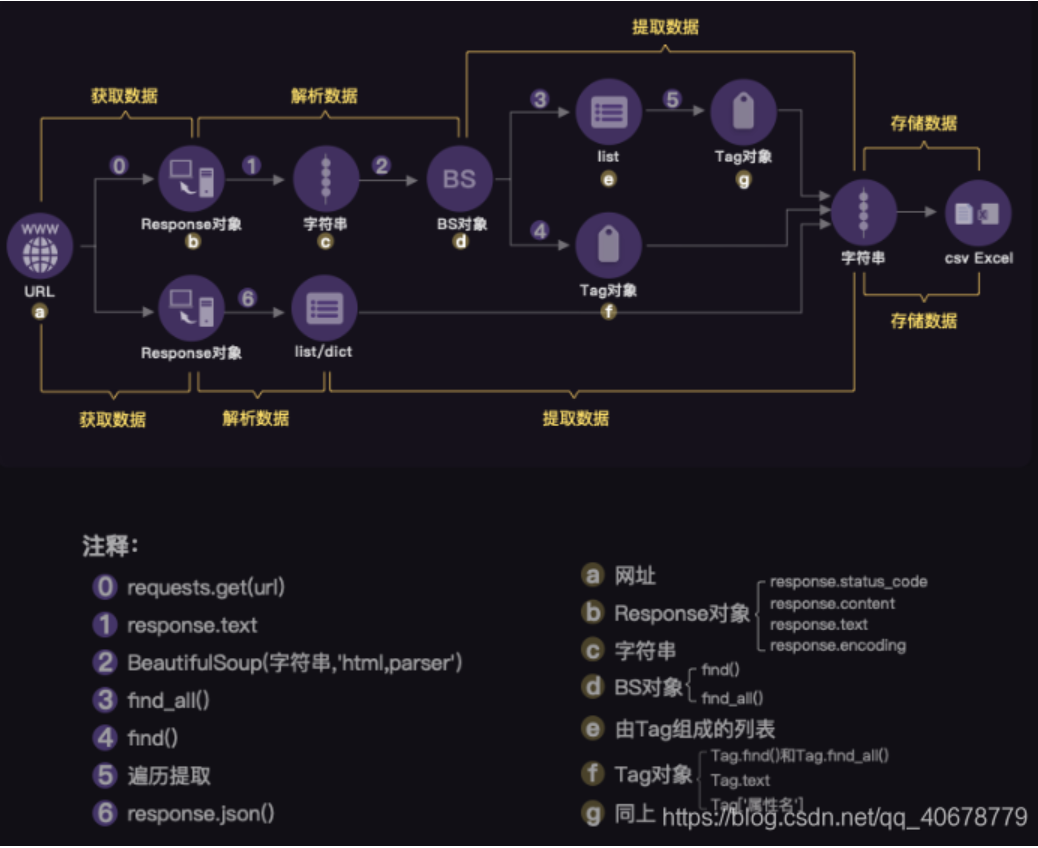 提取数据
获取数据
解析数据
存储数据
0
1
2
3
5
WWW
BS
list
Tag对象
e
g
Response对象
字符串
BS对象
b
c
d
4
URL
a
Tag对象
f
字符串
csv Excel
6
X
Response对象
list/dict
存储数据
获取数据
解析数据
提取数据
注释:
0 requests.get(url)
1 response.text
2 BeautifulSoup(字符串,'html,parser')
3 find_all()
4 find()
5 遍历提取
6 response.json()
a 网址
b Response对象
response.status_code
response.content
response.text
response.encoding
c 字符串
d BS对象
find()
find_all()
e 由Tag组成的列表
f Tag对象
Tag.find()和Tag.find_all()
Tag.text
Tag['属性名']
g 同上
https://blog.csdn.net/qq_40678779